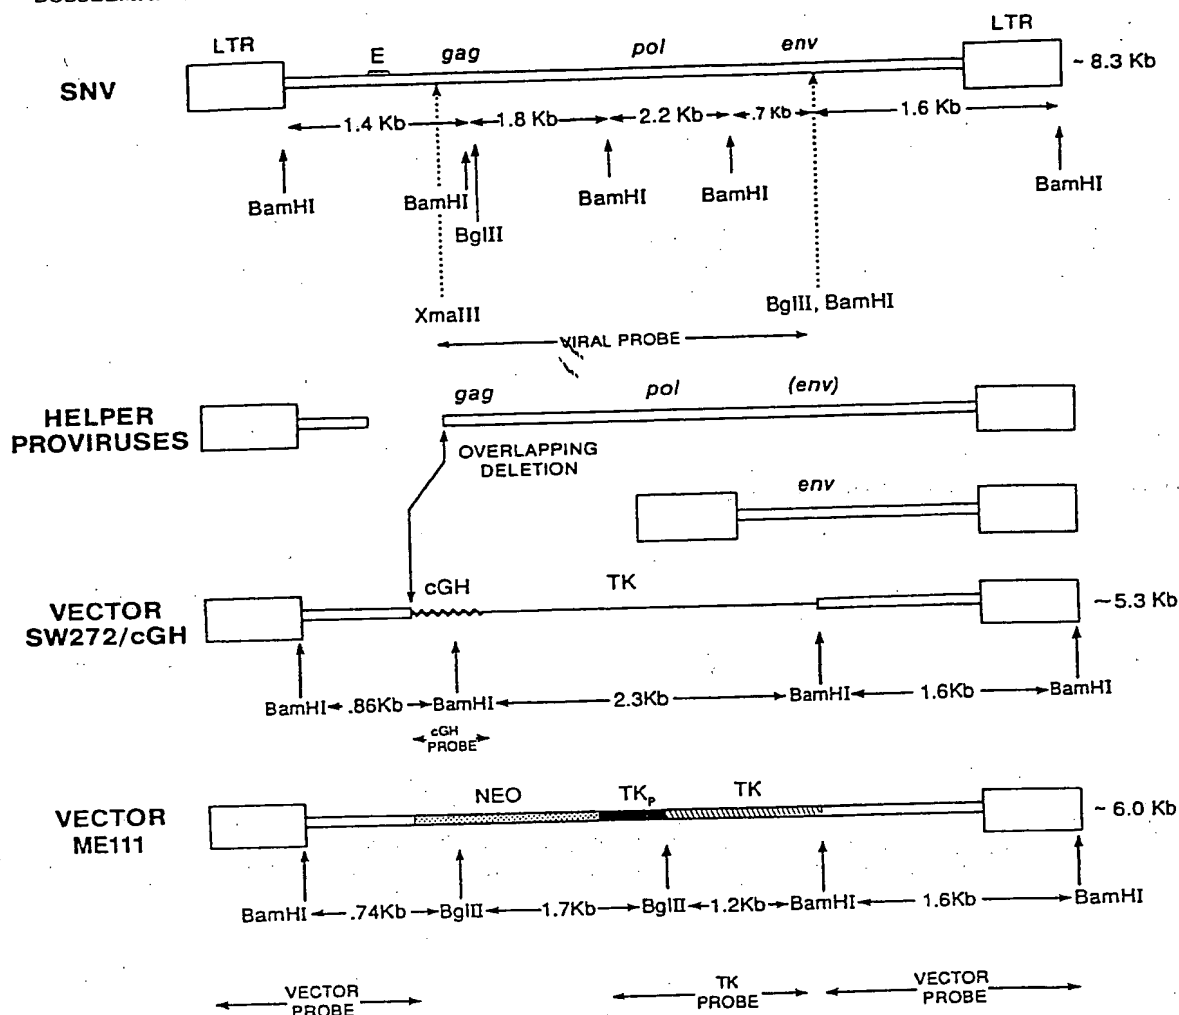 LTR E gag pol env LTR
SNV ~ 8.3 Kb
1.4 Kb 1.8 Kb 2.2 Kb .7 Kb 1.6 Kb
BamHI BamHI BamHI BamHI BamHI
BglII
XmaIII BglII, BamHI
VIRAL PROBE
HELPER PROVIRUSES gag pol (env)
OVERLAPPING
DELETION
env
cGH TK
VECTOR
SW272/cGH ~5.3 Kb
BamHI .86Kb BamHI 2.3Kb BamHI 1.6Kb BamHI
cGH
PROBE
NEO TKP TK
VECTOR
ME111 ~ 6.0 Kb
BamHI .74Kb BglII 1.7Kb BglII 1.2Kb BamHI 1.6Kb BamHI
VECTOR
PROBE
TK
PROBE
VECTOR
PROBE